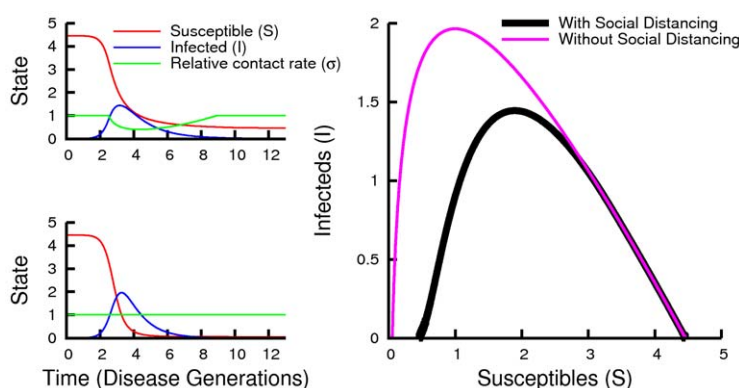 5
4
3
2
1
0
State
Susceptible (S)
Infected (I)
Relative contact rate (σ)
0 2 4 6 8 10 12
5
4
3
2
1
0
State
0 2 4 6 8 10 12
Time (Disease Generations)
2
1.5
1
0.5
0
Infecteds (I)
With Social Distancing
Without Social Distancing
0 1 2 3 4 5
Susceptibles (S)